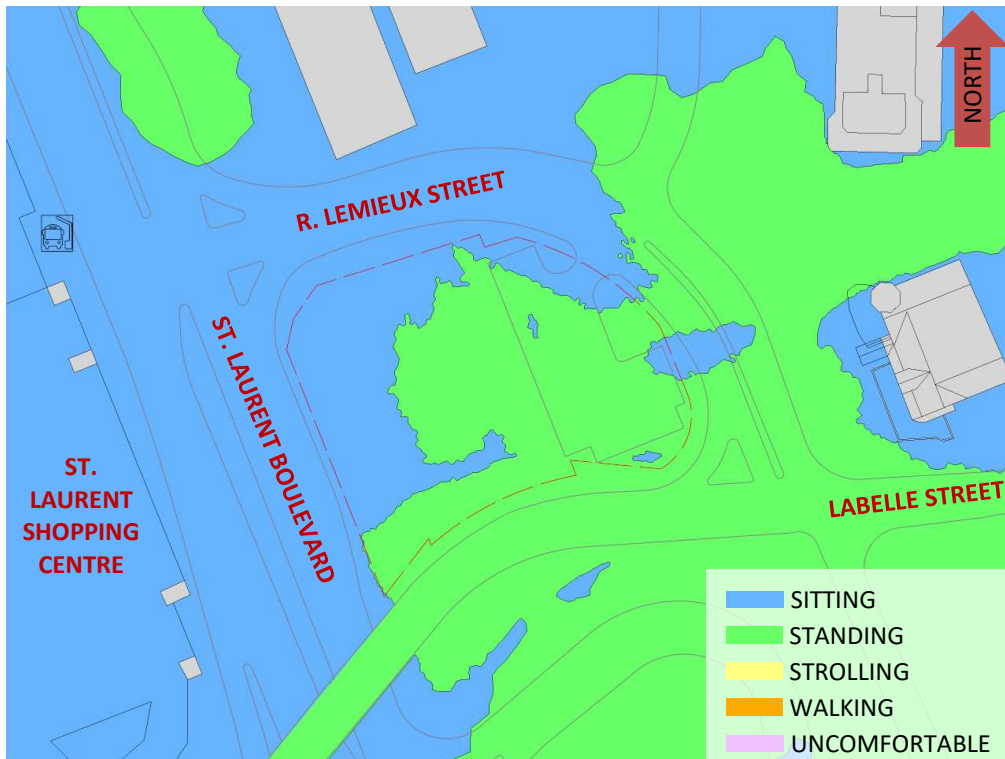 NORTH
R. LEMIEUX STREET
ST. LAURENT BOULEVARD
ST.
LAURENT
SHOPPING
CENTRE
LABELLE STREET
SITTING
STANDING
STROLLING
WALKING
UNCOMFORTABLE